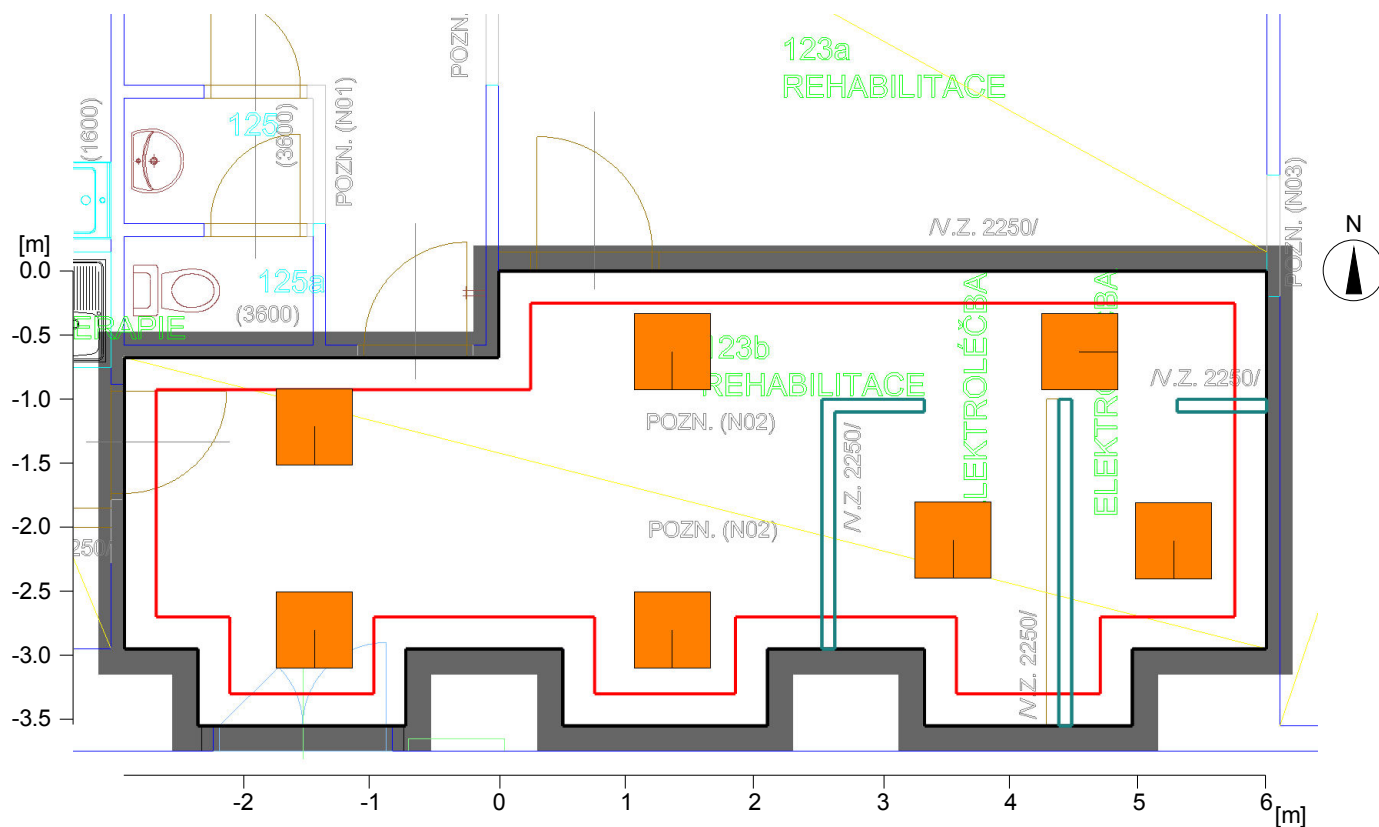 123a
REHABILITACE
POZN.
(1600)
125
(3600)
POZN. (N01)
POZN. (N03)
/V.Z. 2250/
N
[m]
0.0
125a
(3600)
ERAPIE
-0.5
123b
REHABILITACE
LEKTROLÉČBA
ELEKTROLÉČBA
/V.Z. 2250/
-1.0
POZN. (N02)
/V.Z. 2250/
-1.5
-2.0
POZN. (N02)
250/
-2.5
/V.Z. 2250/
-3.0
-3.5
-2 -1 0 1 2 3 4 5 6
[m]